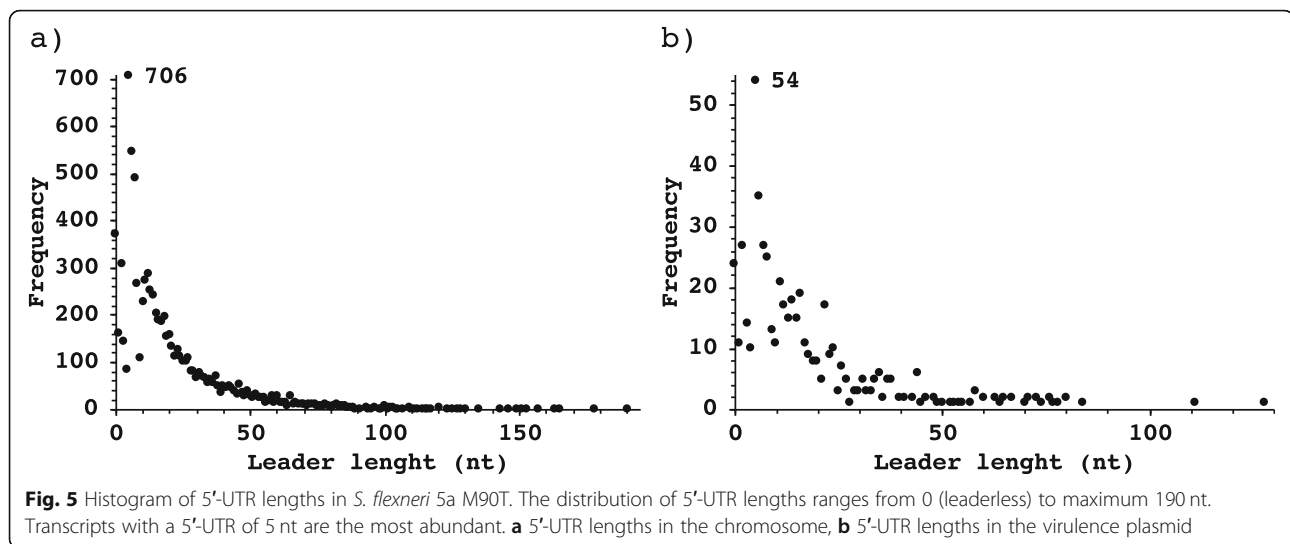 a)
700
706
600
500
400
300
200
100
0
Frequency
0
50
100
150
Leader lenght (nt)
b)
54
50
40
30
20
10
0
Frequency
0
50
100
Leader lenght (nt)
Fig. 5 Histogram of 5′-UTR lengths in S. flexneri 5a M90T. The distribution of 5′-UTR lengths ranges from 0 (leaderless) to maximum 190 nt.
Transcripts with a 5′-UTR of 5 nt are the most abundant. a 5′-UTR lengths in the chromosome, b 5′-UTR lengths in the virulence plasmid